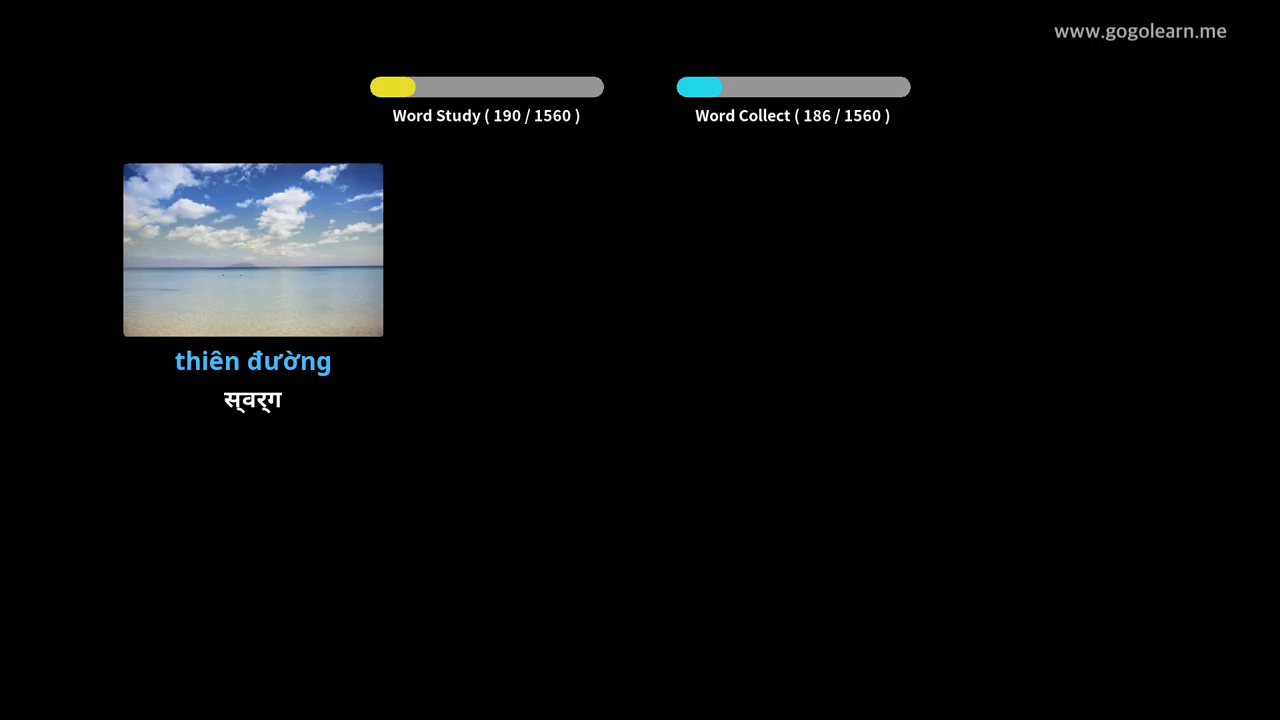 www.gogolearn.me
Word Study ( 190 / 1560 )
Word Collect ( 186 / 1560 )
thiên đường
स्वर्ग